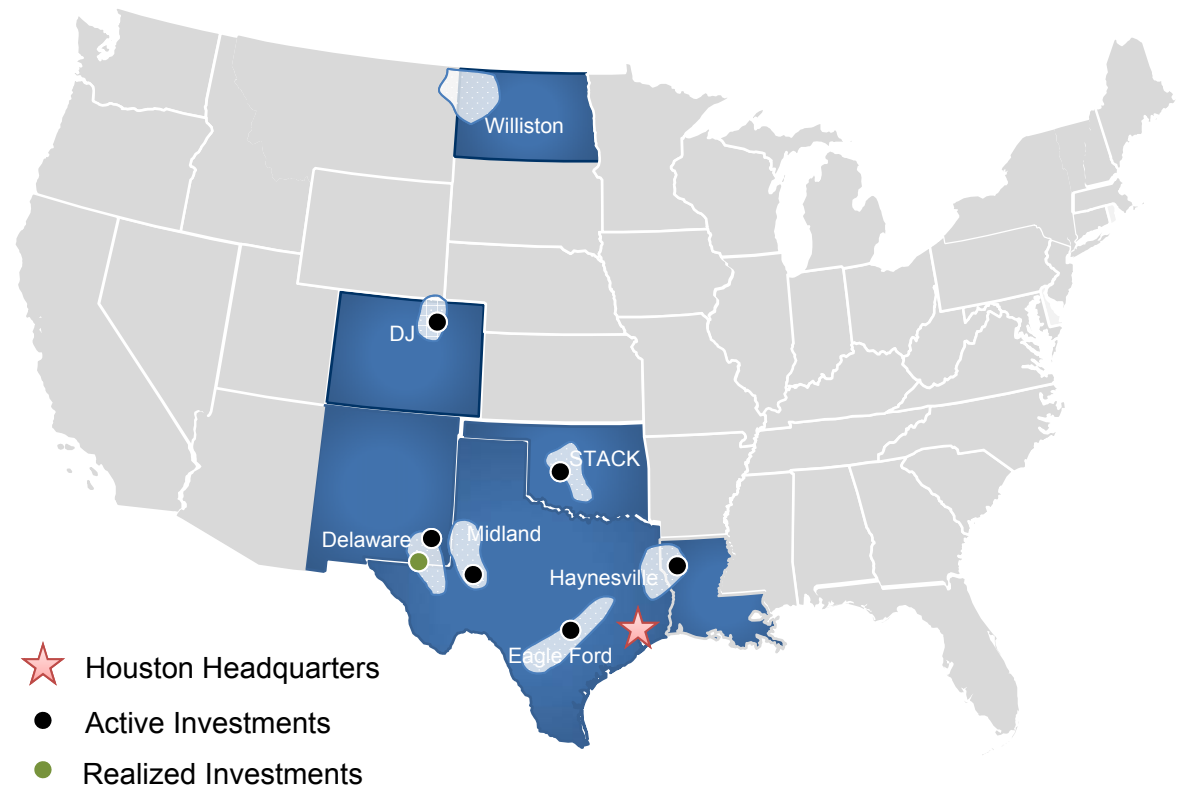 Williston
DJ
STACK
Delaware
Midland
Haynesville
Eagle Ford
Houston Headquarters
Active Investments
Realized Investments